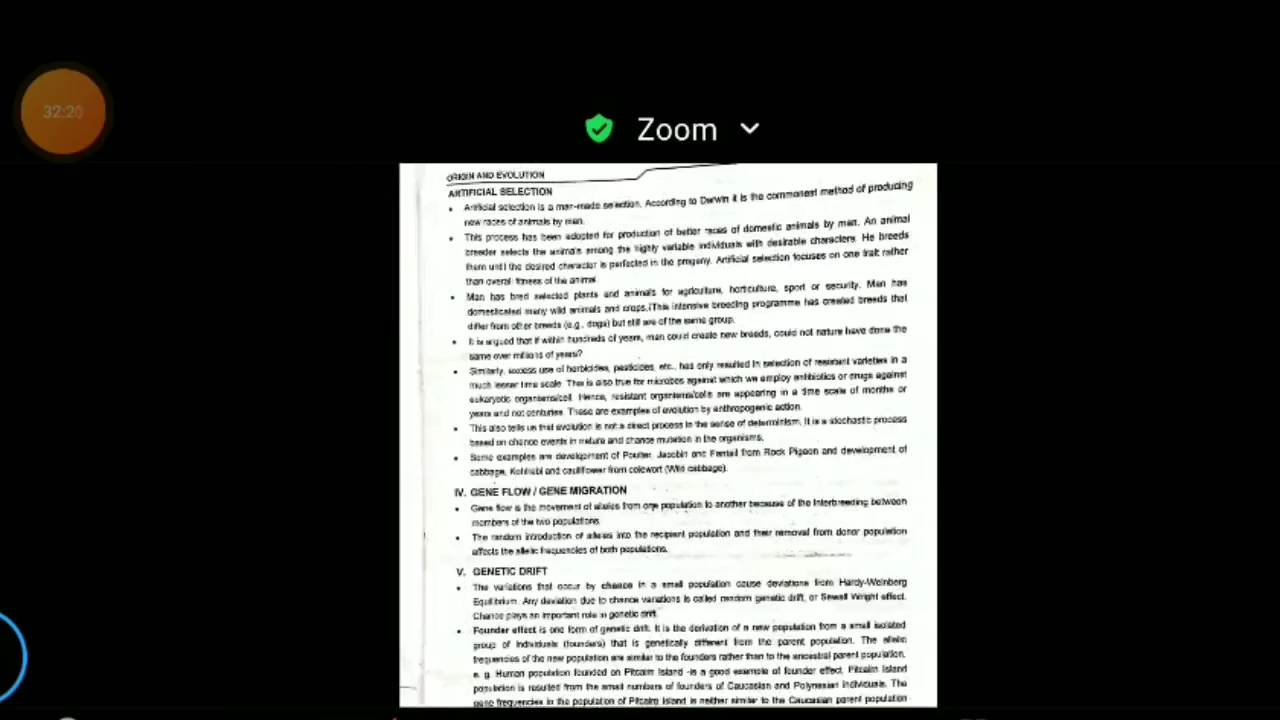 32:20
Zoom
ORIGIN AND EVOLUTION
ARTIFICIAL SELECTION
• Artificial selection is a man-made selection. According to Darwin it is the commonest method of producing
new races of animals by man.
• This process has been adopted for production of better races of domestic animals by man. An animal
breeder selects the animals among the highly variable individuals with desirable characters. He breeds
them until the desired character is perfected in the progeny. Artificial selection focuses on one trait rather
than overall fitness of the animal.
• Man has bred selected plants and animals for agriculture, horticulture, sport or security. Man has
domesticated many wild animals and crops. This intensive breeding programme has created breeds that
differ from other breeds (e.g., dogs) but still are of the same group.
• It is argued that if within hundreds of years, man could create new breeds, could not nature have done the
same over millions of years?
• Similarly, excess use of herbicides, pesticides, etc., has only resulted in selection of resistant varieties in a
much lesser time scale. This is also true for microbes against which we employ antibiotics or drugs against
eukaryotic organisms/cell. Hence, resistant organisms/cells are appearing in a time scale of months or
years and not centuries. These are examples of evolution by anthropogenic action.
• This also tells us that evolution is not a direct process in the sense of determinism. It is a stochastic process
based on chance events in nature and chance mutation in the organisms.
• Some examples are development of Poulter, Jacobin and Fantail from Rock Pigeon and development of
cabbage, Kohlrabi and cauliflower from colewort (Wild cabbage).
IV. GENE FLOW / GENE MIGRATION
• Gene flow is the movement of alleles from one population to another because of the interbreeding between
members of the two populations.
• The random introduction of alleles into the recipient population and their removal from donor population
affects the allelic frequencies of both populations.
V. GENETIC DRIFT
• The variations that occur by chance in a small population cause deviations from Hardy-Weinberg
Equilibrium. Any deviation due to chance variations is called random genetic drift, or Sewall Wright effect.
Chance plays an important role in genetic drift.
• Founder effect is one form of genetic drift. It is the derivation of a new population from a small isolated
group of individuals (founders) that is genetically different from the parent population. The allelic
frequencies of the new population are similar to the founders rather than to the ancestral parent population.
e. g. Human population founded on Pitcairn Island is a good example of founder effect. Pitcairn Island
population is resulted from the small numbers of founders of Caucasian and Polynesian individuals. The
gene frequencies in the population of Pitcairn Island is neither similar to the Caucasian parent population